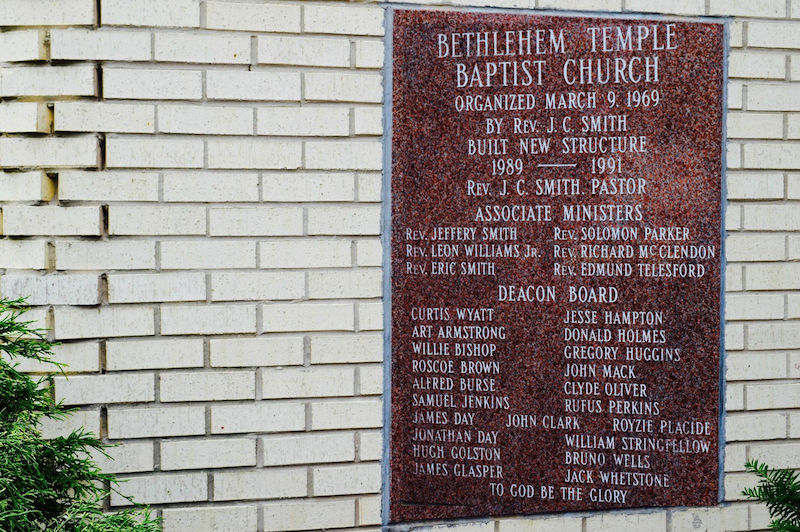 BETHLEHEM TEMPLE
BAPTIST CHURCH
ORGANIZED MARCH 9, 1969
BY REV. J. C. SMITH
BUILT NEW STRUCTURE
1989 — 1991
REV. J. C. SMITH. PASTOR
ASSOCIATE MINISTERS
REV. JEFFERY SMITH REV. SOLOMON PARKER
REV. LEON WILLIAMS JR. REV. RICHARD MCCLENDON
REV. ERIC SMITH REV. EDMUND TELESFORD
DEACON BOARD
CURTIS WYATT JESSE HAMPTON
ART ARMSTRONG DONALD HOLMES
WILLIE BISHOP GREGORY HUGGINS
ROSCOE BROWN JOHN MACK
ALFRED BURSE CLYDE OLIVER
SAMUEL JENKINS RUFUS PERKINS
JAMES DAY JOHN CLARK ROYZIE PLACIDE
JONATHAN DAY WILLIAM STRINGFELLOW
HUGH GOLSTON BRUNO WELLS
JAMES GLASPER JACK WHETSTONE
TO GOD BE THE GLORY